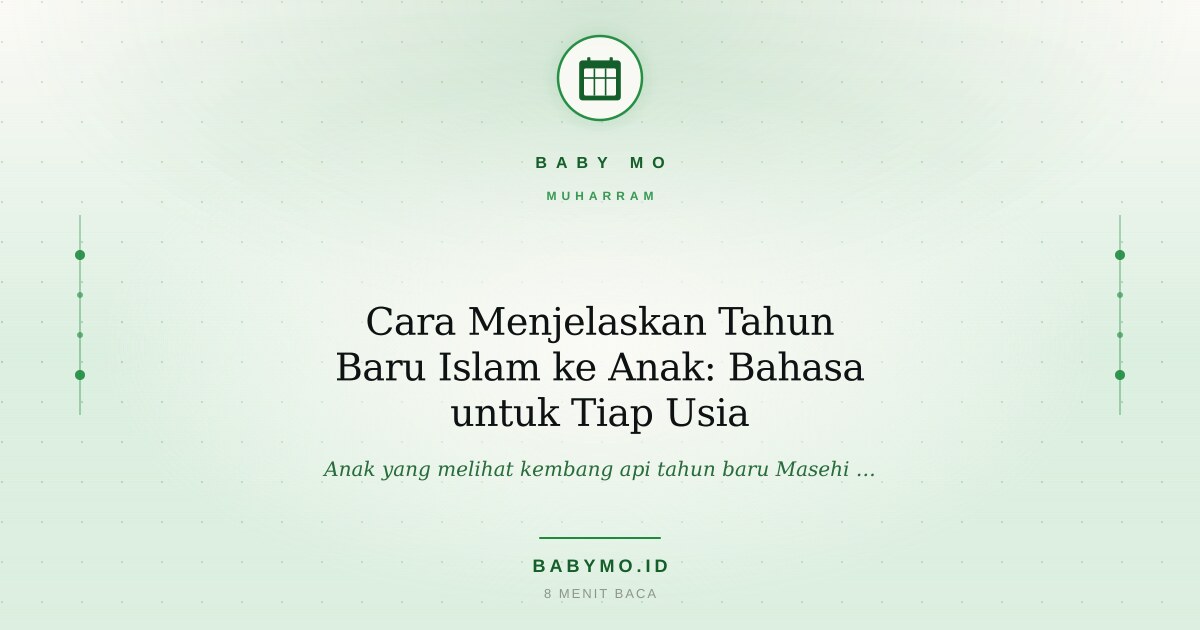 BABY MO
MUHARRAM
Cara Menjelaskan Tahun
Baru Islam ke Anak: Bahasa
untuk Tiap Usia
Anak yang melihat kembang api tahun baru Masehi ...
BABYMO.ID
8 MENIT BACA